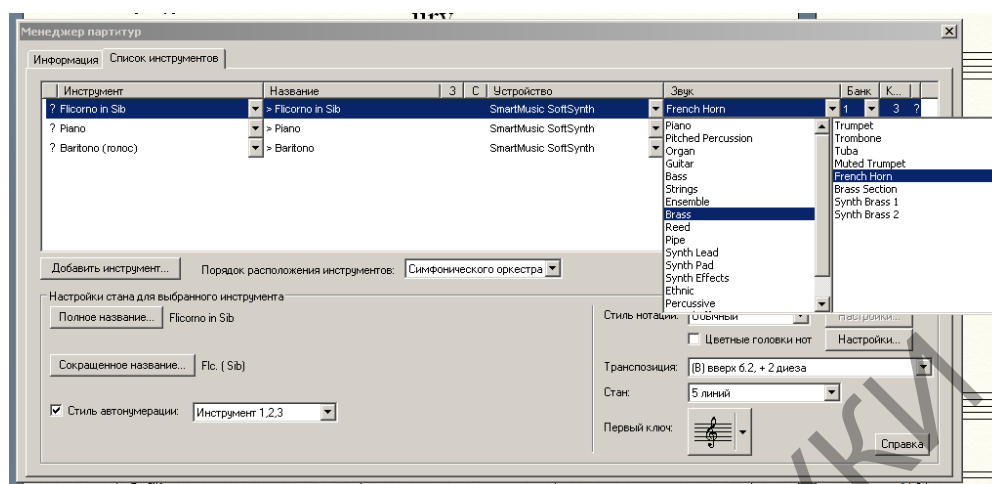 Менеджер партитур
Информация Список инструментов
Инструмент Название З С Устройство Звук Банк К...
? Flicorno in Sib > Flicorno in Sib SmartMusic SoftSynth French Horn 1 3 ?
? Piano > Piano SmartMusic SoftSynth
? Baritono (голос) > Baritono SmartMusic SoftSynth
Piano
Pitched Percussion
Organ
Guitar
Bass
Strings
Ensemble
Brass
Reed
Pipe
Synth Lead
Synth Pad
Synth Effects
Ethnic
Percussive
Trumpet
Trombone
Tuba
Muted Trumpet
French Horn
Brass Section
Synth Brass 1
Synth Brass 2
Добавить инструмент... Порядок расположения инструментов: Симфонического оркестра
Настройки стана для выбранного инструмента
Полное название... Flicorno in Sib
Сокращенное название... Flc. ( Sib)
Стиль автонумерации: Инструмент 1,2,3
Стиль нотации: Обычный Настройки...
Цветные головки нот Настройки...
Транспозиция: (B) вверх б.2, + 2 диеза
Стан: 5 линий
Первый ключ:
Справка